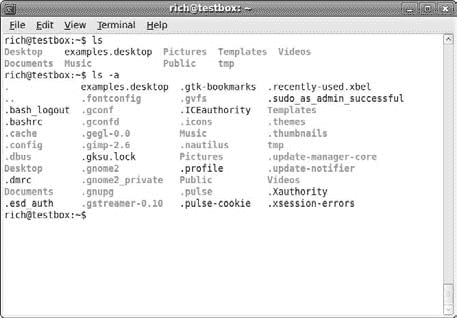 rich@testbox: ~
File Edit View Terminal Help
rich@testbox:~$ ls
Desktop examples.desktop Pictures Templates Videos
Documents Music Public tmp
rich@testbox:~$ ls -a
. examples.desktop .gtk-bookmarks .recently-used.xbel
.. .fontconfig .gvfs .sudo_as_admin_successful
.bash_logout .gconf .ICEauthority Templates
.bashrc .gconfd .icons .themes
.cache .gegl-0.0 Music .thumbnails
.config .gimp-2.6 .nautilus tmp
.dbus .gksu.lock Pictures .update-manager-core
Desktop .gnome2 .profile .update-notifier
.dmrc .gnome2_private Public Videos
Documents .gnupg .pulse .Xauthority
.esd_auth .gstreamer-0.10 .pulse-cookie .xsession-errors
rich@testbox:~$